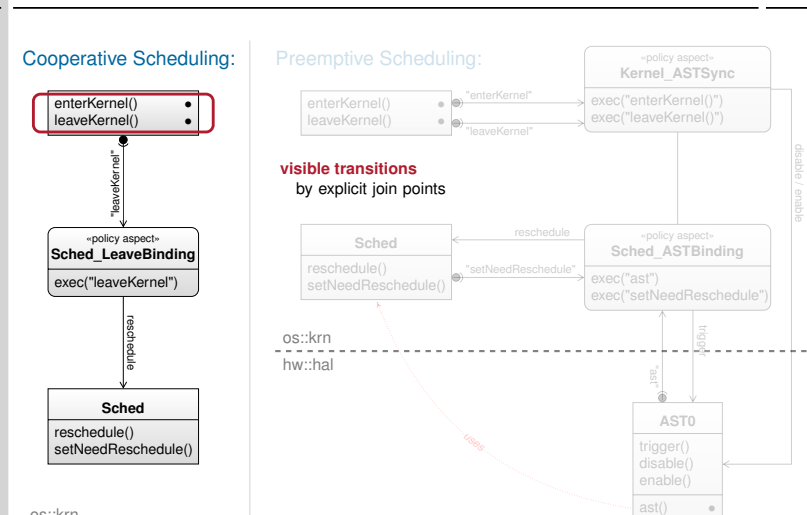 Cooperative Scheduling:
enterKernel()
leaveKernel()
"leaveKernel"
«policy aspect»
Sched_LeaveBinding
exec("leaveKernel")
reschedule
Sched
reschedule()
setNeedReschedule()
os::krn
Preemptive Scheduling:
enterKernel()
leaveKernel()
"enterKernel"
"leaveKernel"
«policy aspect»
Kernel_ASTSync
exec("enterKernel()")
exec("leaveKernel()")
disable / enable
visible transitions
by explicit join points
Sched
reschedule()
setNeedReschedule()
reschedule
"setNeedReschedule"
«policy aspect»
Sched_ASTBinding
exec("ast")
exec("setNeedReschedule")
os::krn
hw::hal
trigger
"ast"
uses
AST0
trigger()
disable()
enable()
ast()